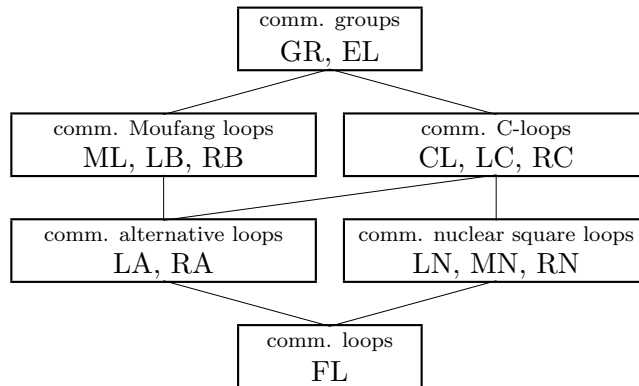 comm. groups
GR, EL
comm. Moufang loops
ML, LB, RB
comm. C-loops
CL, LC, RC
comm. alternative loops
LA, RA
comm. nuclear square loops
LN, MN, RN
comm. loops
FL